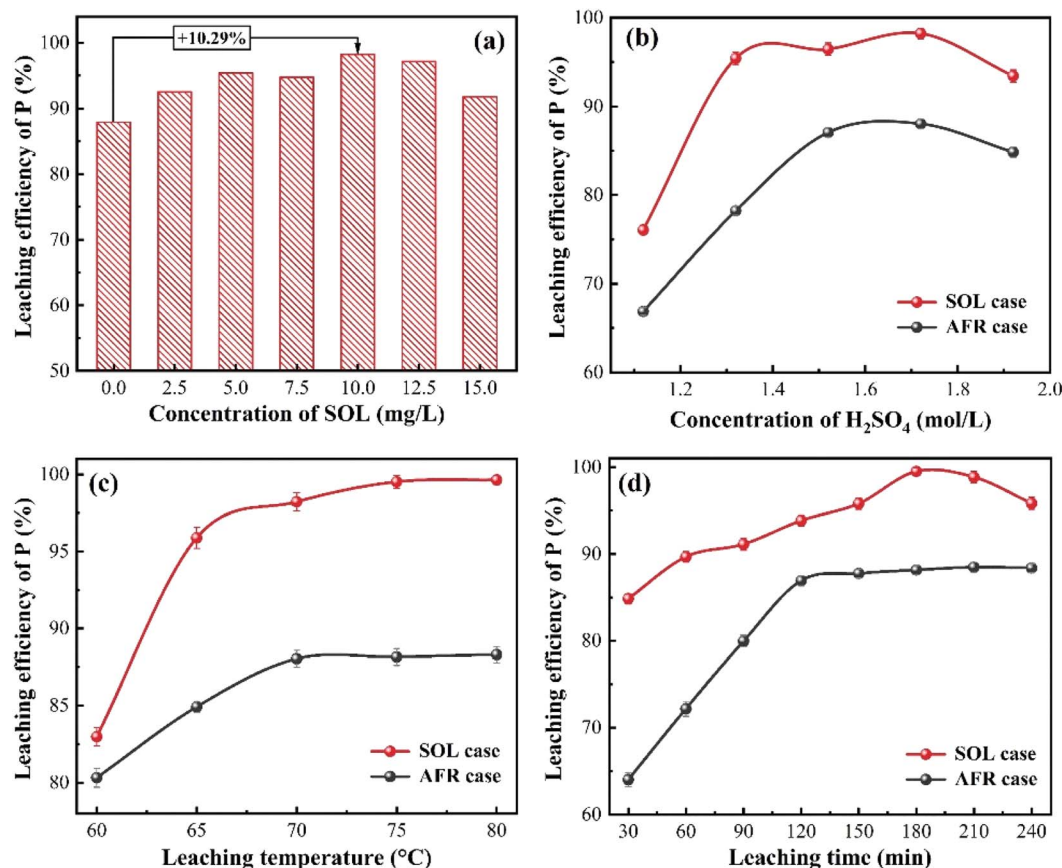 (a)
+10.29%
Leaching efficiency of P (%)
100
90
80
70
60
50
0.0 2.5 5.0 7.5 10.0 12.5 15.0
Concentration of SOL (mg/L)
(b)
Leaching efficiency of P (%)
100
90
80
70
60
SOL case
AFR case
1.2 1.4 1.6 1.8 2.0
Concentration of H₂SO₄ (mol/L)
(c)
Leaching efficiency of P (%)
100
95
90
85
80
SOL case
AFR case
60 65 70 75 80
Leaching temperature (°C)
(d)
Leaching efficiency of P (%)
100
90
80
70
60
SOL case
AFR case
30 60 90 120 150 180 210 240
Leaching timc (min)